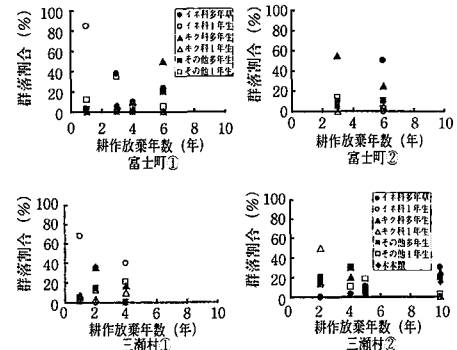 群落割合 (%)
100
80
60
40
20
0
イネ科多年草
イネ科1年生
キク科多年草
キク科1年生
その他多年生
その他1年生
0 2 4 6 8 10
耕作放棄年数 (年)
富士町①
群落割合 (%)
100
80
60
40
20
0
0 2 4 6 8 10
耕作放棄年数 (年)
富士町②
群落割合 (%)
100
80
60
40
20
0
0 2 4 6 8 10
耕作放棄年数 (年)
三瀬村①
群落割合 (%)
100
80
60
40
20
0
イネ科多年草
イネ科1年生
キク科多年草
キク科1年生
その他多年生
その他1年生
木本類
0 2 4 6 8 10
耕作放棄年数 (年)
三瀬村②